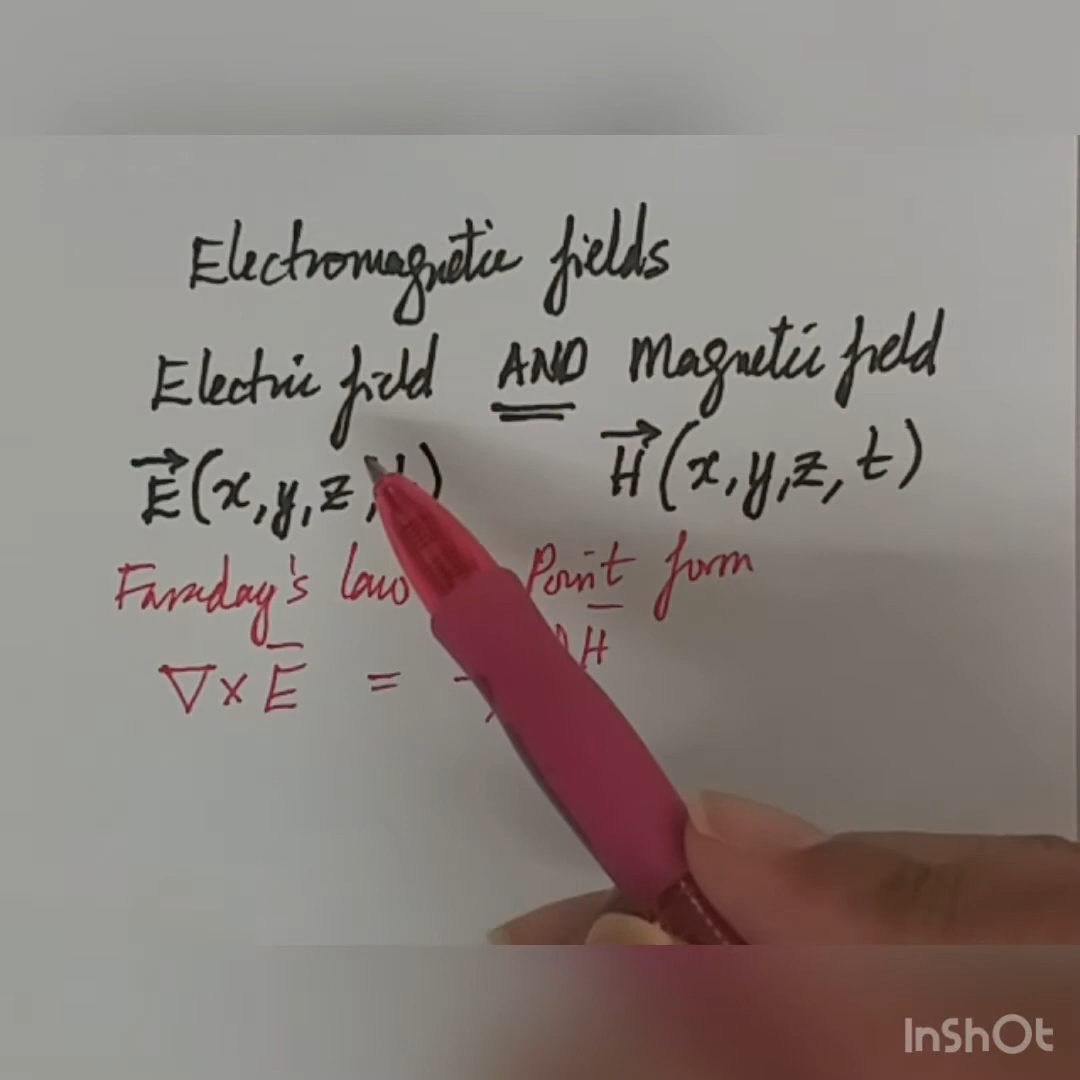 Electromagnetic fields
Electric field AND Magnetic field
E (x, y, z, t)
H (x, y, z, t)
Faraday's law Point form
∇ × E = - H
InShOt